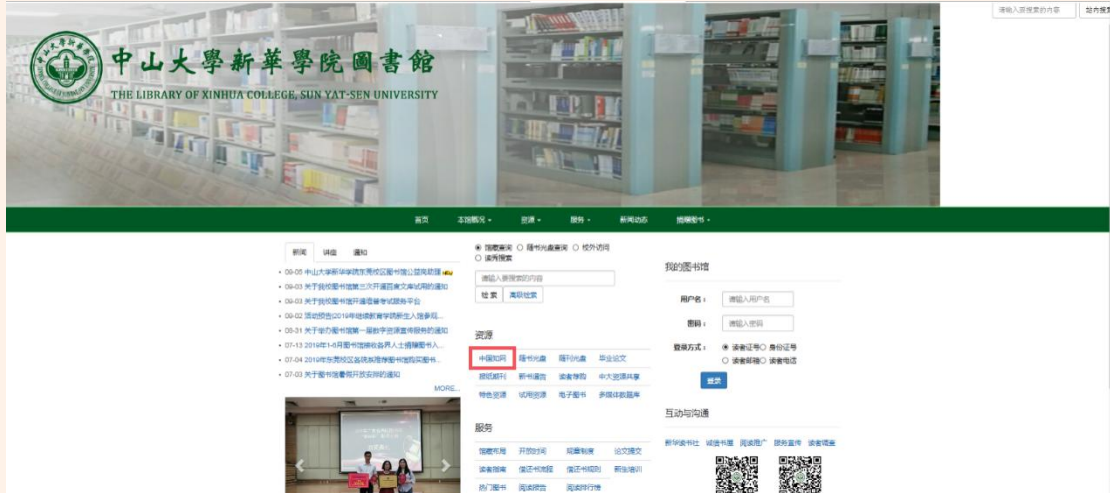 请输入要搜索的内容 站内搜索
中山大學新華學院圖書館
THE LIBRARY OF XINHUA COLLEGE, SUN YAT-SEN UNIVERSITY
首页 本馆概况 资源 服务 新闻动态 捐赠图书
新闻 讲座 通知
09-05 中山大学新华学院东莞校区图书馆公益岗助理
09-03 关于我校图书馆第三次开通百度文库试用的通知
09-03 关于我校图书馆开通语音考试服务平台
09-02 活动预告|2019年继续教育学院新生入馆参观...
08-31 关于举办图书馆第一届数字资源宣传服务的通知
07-13 2019年1-6月图书馆接收各界人士捐赠图书入...
07-04 2019年东莞校区各院系推荐图书馆购买图书...
07-03 关于图书馆暑假开放安排的通知
MORE...
馆藏查询 随书光盘查询 校外访问
读秀搜索
请输入要搜索的内容
检索 高级检索
资源
中国知网 随书光盘 随刊光盘 毕业论文
报纸期刊 新书通告 读者荐购 中大资源共享
特色资源 试用资源 电子图书 多媒体数据库
服务
馆藏布局 开放时间 规章制度 论文提交
读者指南 借还书流程 借还书规则 新生培训
热门图书 阅读报告 阅读排行榜
我的图书馆
用户名： 请输入用户名
密码： 请输入密码
登录方式： 读者证号 身份证号
读者邮箱 读者电话
登录
互动与沟通
新华读书社 诚信书屋 阅读推广 服务宣传 读者调查